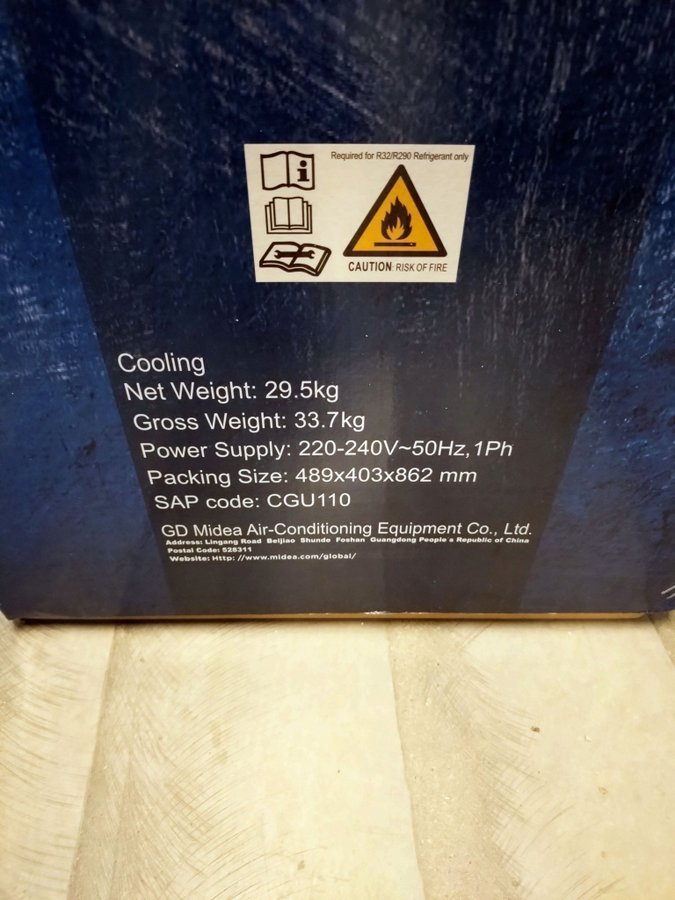 Required for R32/R290 Refrigerant only
CAUTION: RISK OF FIRE
Cooling
Net Weight: 29.5kg
Gross Weight: 33.7kg
Power Supply: 220-240V~50Hz,1Ph
Packing Size: 489x403x862 mm
SAP code: CGU110
GD Midea Air-Conditioning Equipment Co., Ltd.
Address: Lingang Road Beijiao Shunde Foshan Guangdong People's Republic of China
Postal Code: 528311
Website: Http: //www.midea.com/global/